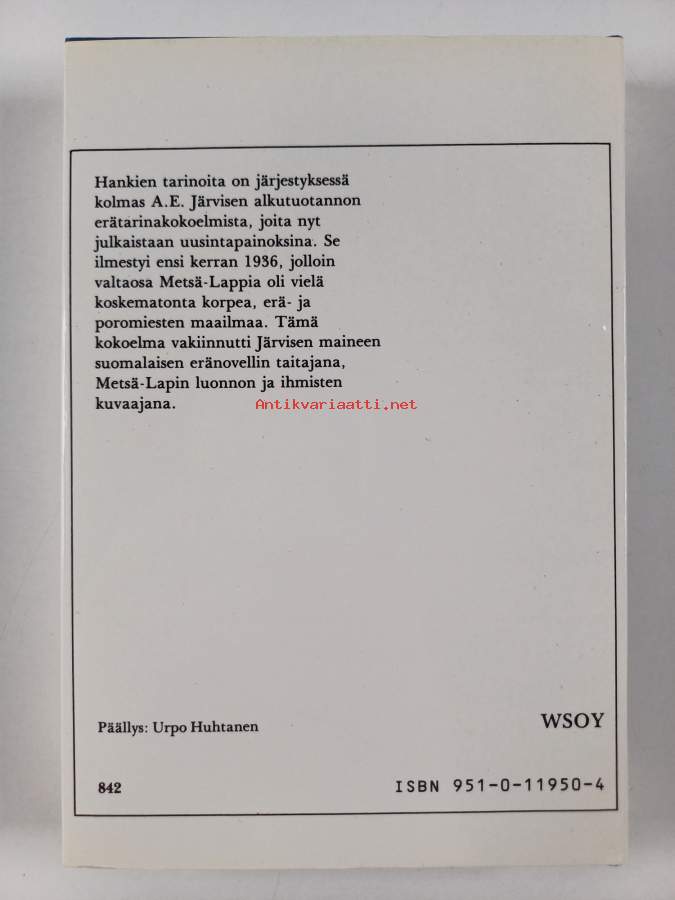 Hankien tarinoita on järjestyksessä
kolmas A.E. Järvisen alkutuotannon
erätarinakokoelmista, joita nyt
julkaistaan uusintapainoksina. Se
ilmestyi ensi kerran 1936, jolloin
valtaosa Metsä-Lappia oli vielä
koskematonta korpea, erä- ja
poromiesten maailmaa. Tämä
kokoelma vakiinnutti Järvisen maineen
suomalaisen eränovellin taitajana,
Metsä-Lapin luonnon ja ihmisten
kuvaajana.
Antikvariaatti.net
Päällys: Urpo Huhtanen
WSOY
842
ISBN 951-0-11950-4